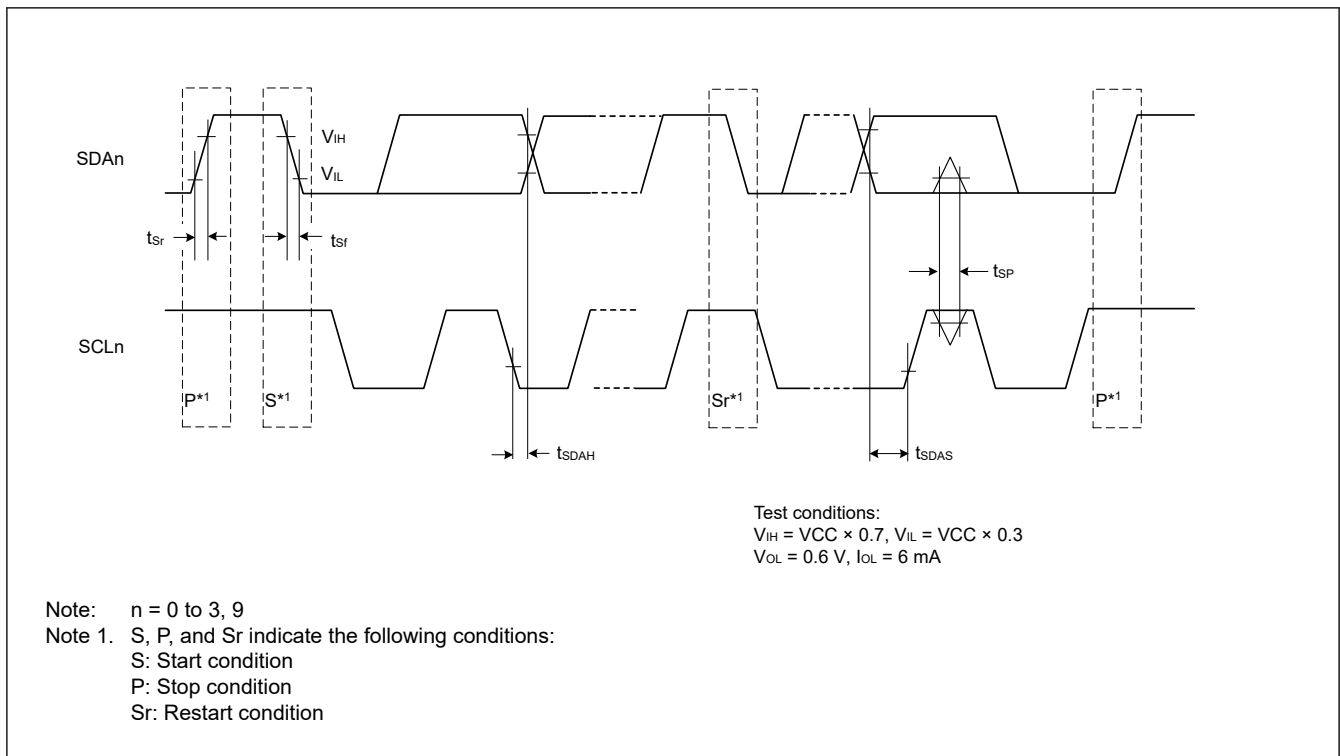 SDAn
VIH
VIL
tSr
tSf
tSP
SCLn
P*1
S*1
Sr*1
P*1
tSDAH
tSDAS
Test conditions:
VIH = VCC × 0.7, VIL = VCC × 0.3
VOL = 0.6 V, IOL = 6 mA
Note: n = 0 to 3, 9
Note 1. S, P, and Sr indicate the following conditions:
S: Start condition
P: Stop condition
Sr: Restart condition